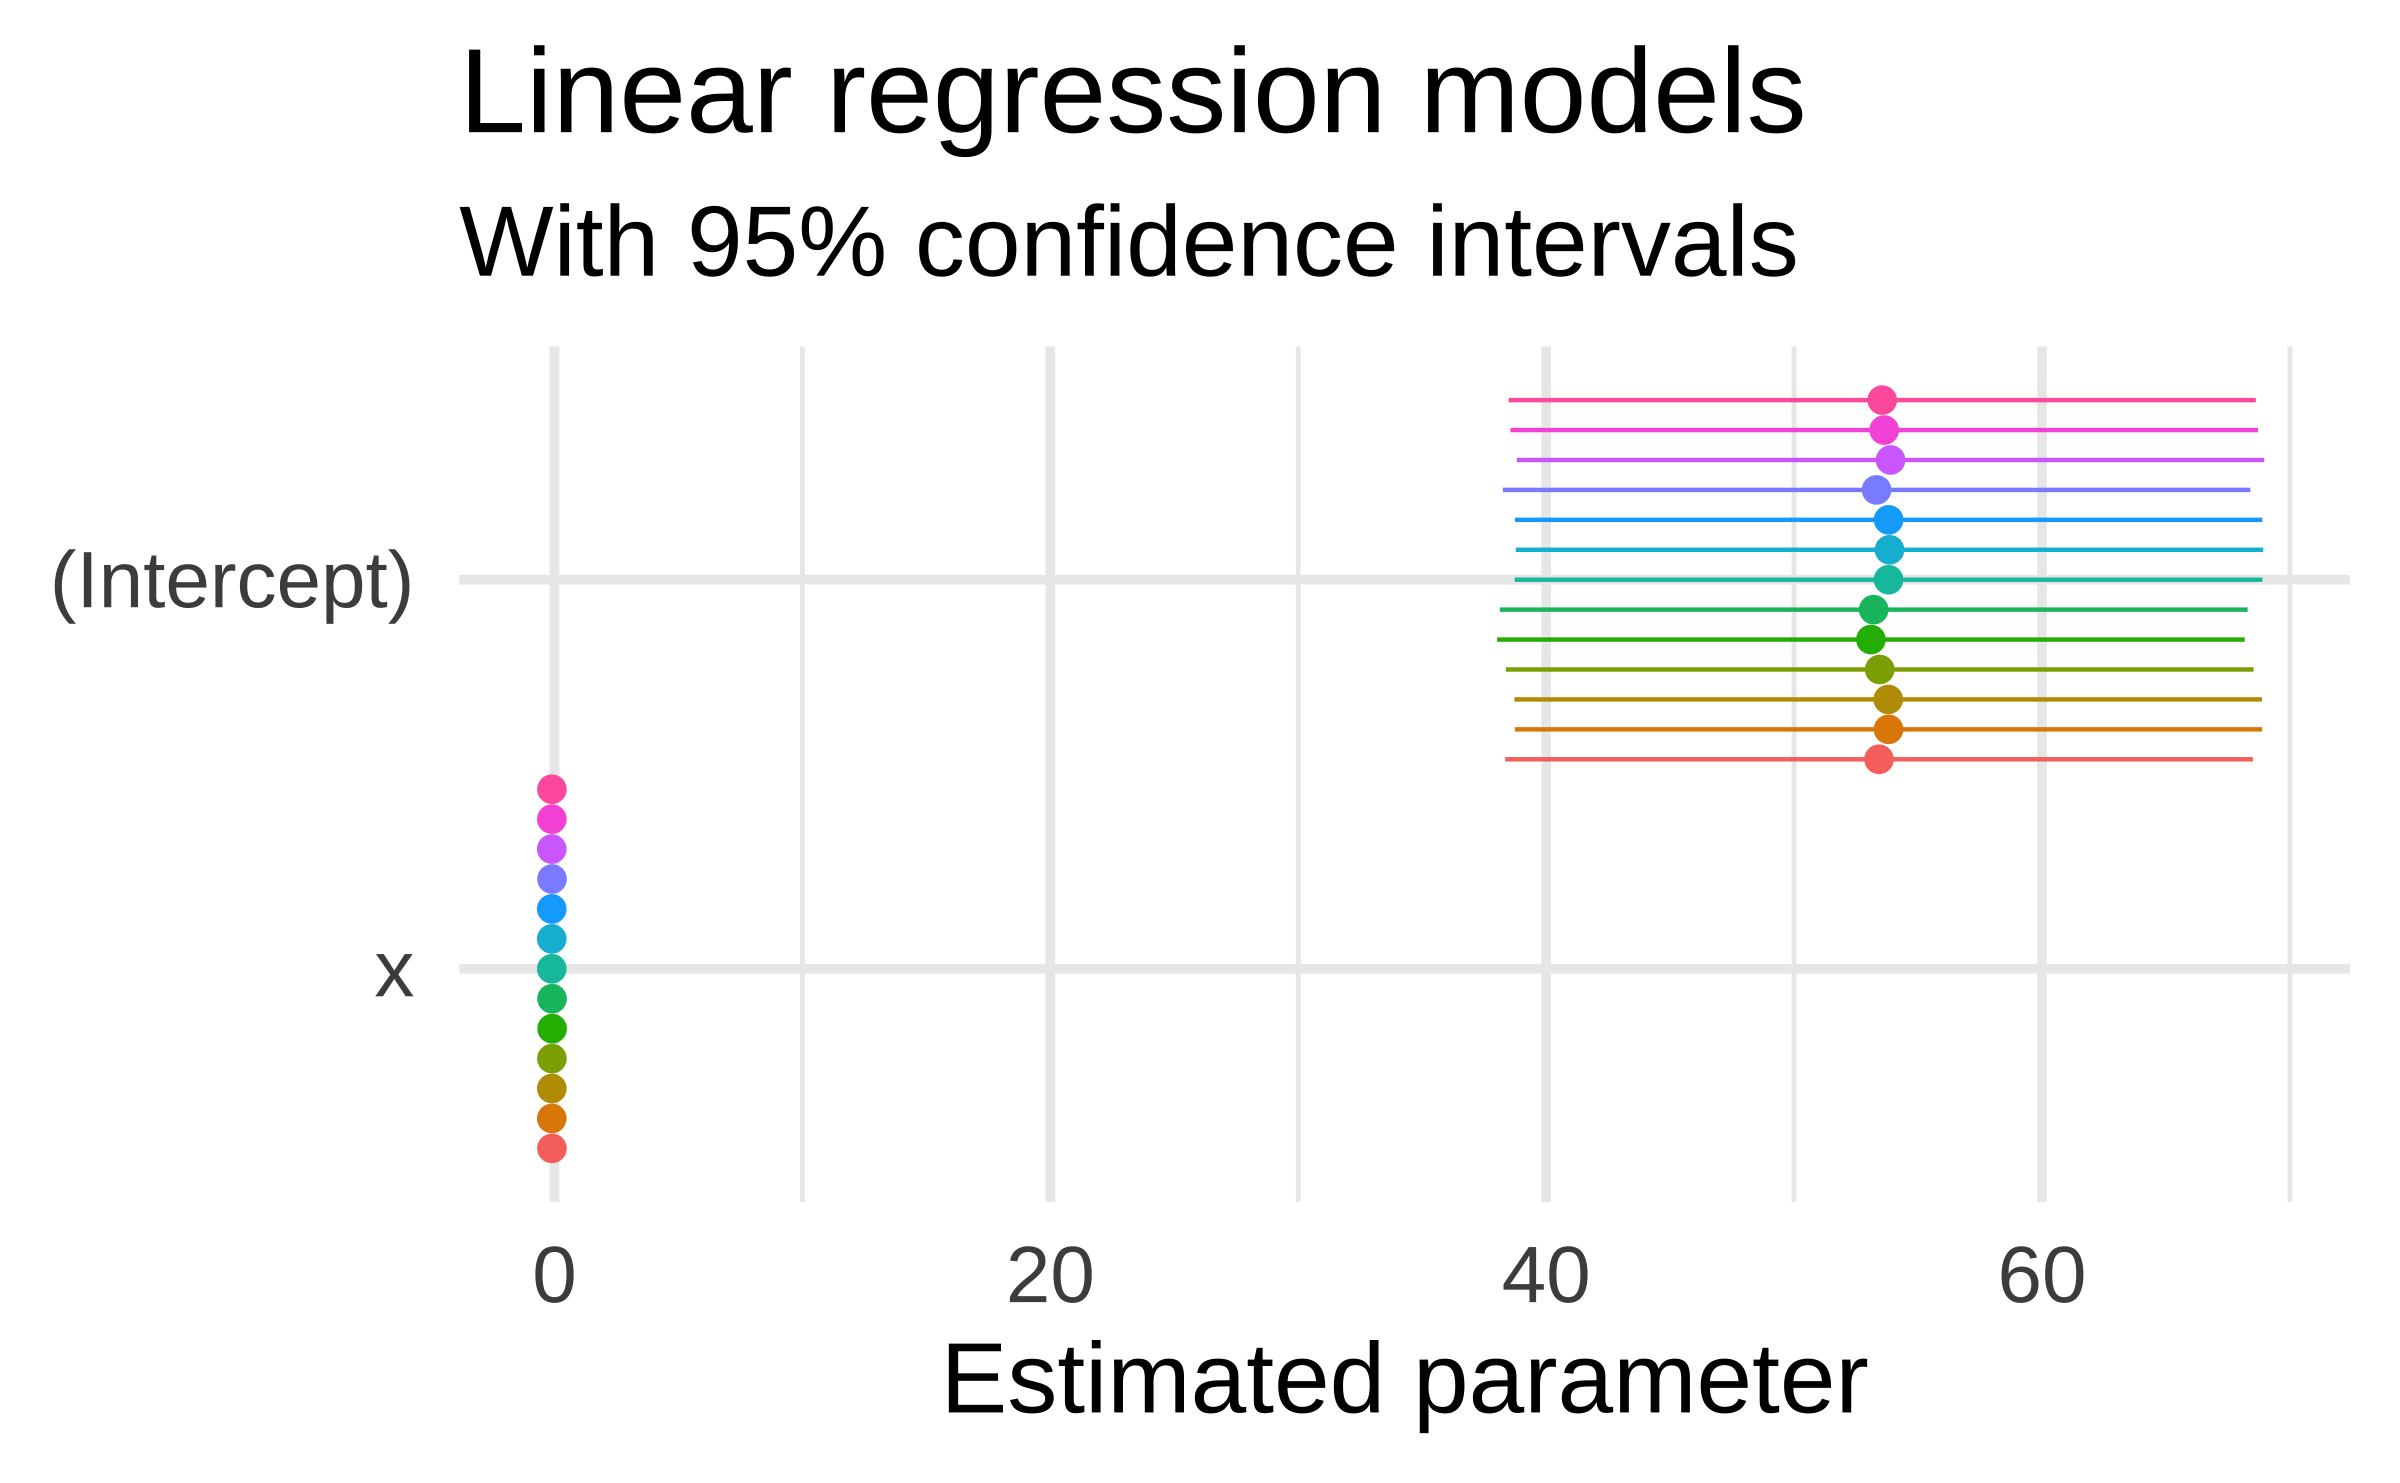 Linear regression models
With 95% confidence intervals
(Intercept)
x
0 20 40 60
Estimated parameter